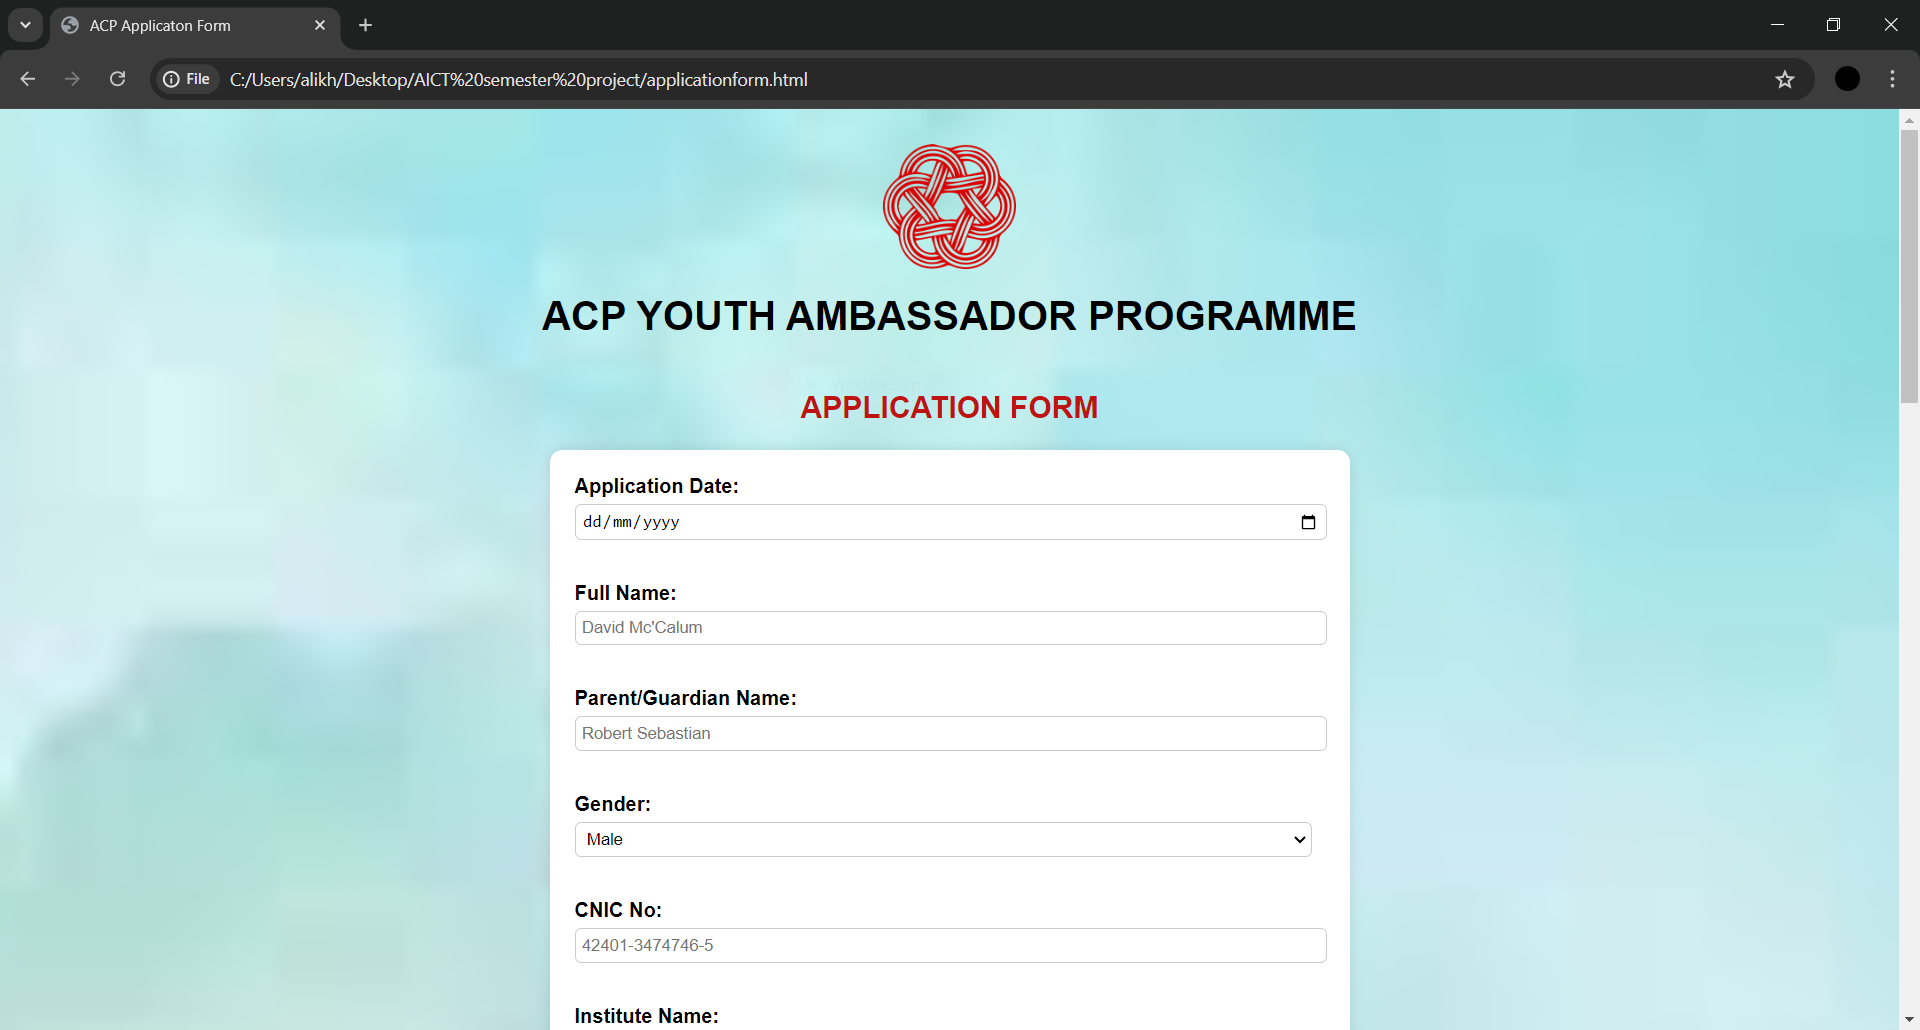 ACP Applicaton Form
File C:/Users/alikh/Desktop/AICT%20semester%20project/applicationform.html
ACP YOUTH AMBASSADOR PROGRAMME
Window Snip
APPLICATION FORM
Application Date:
dd/mm/yyyy
Full Name:
David Mc'Calum
Parent/Guardian Name:
Robert Sebastian
Gender:
Male
CNIC No:
42401-3474746-5
Institute Name: